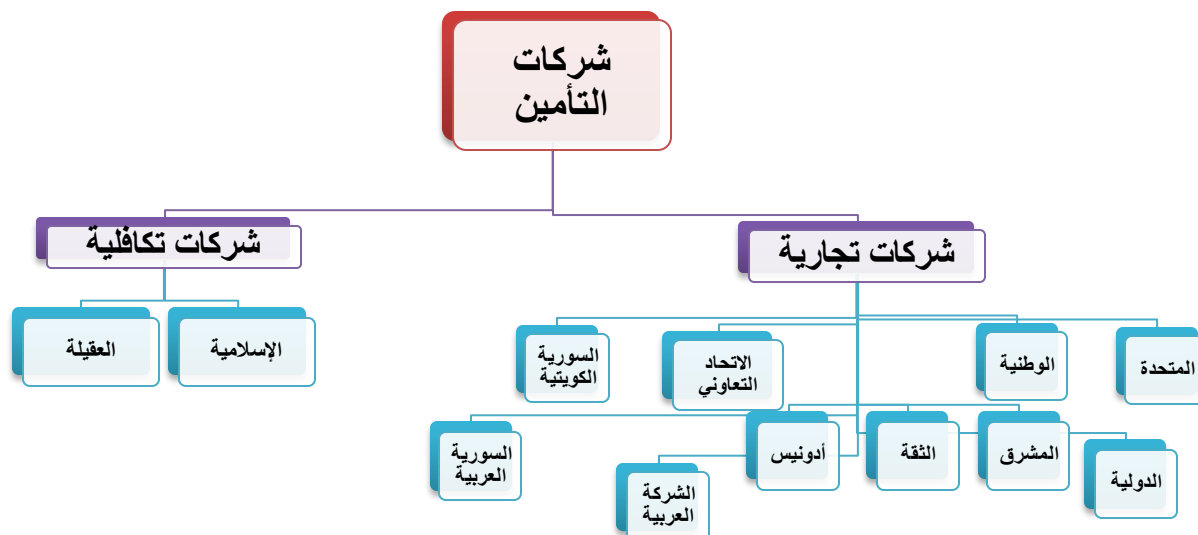 شركات
التأمين
شركات تجارية
شركات تكافلية
المتحدة
الوطنية
الاتحاد
التعاوني
السورية
الكويتية
الإسلامية
العقيلة
الدولية
المشرق
الثقة
أدونيس
الشركة
العربية
السورية
العربية